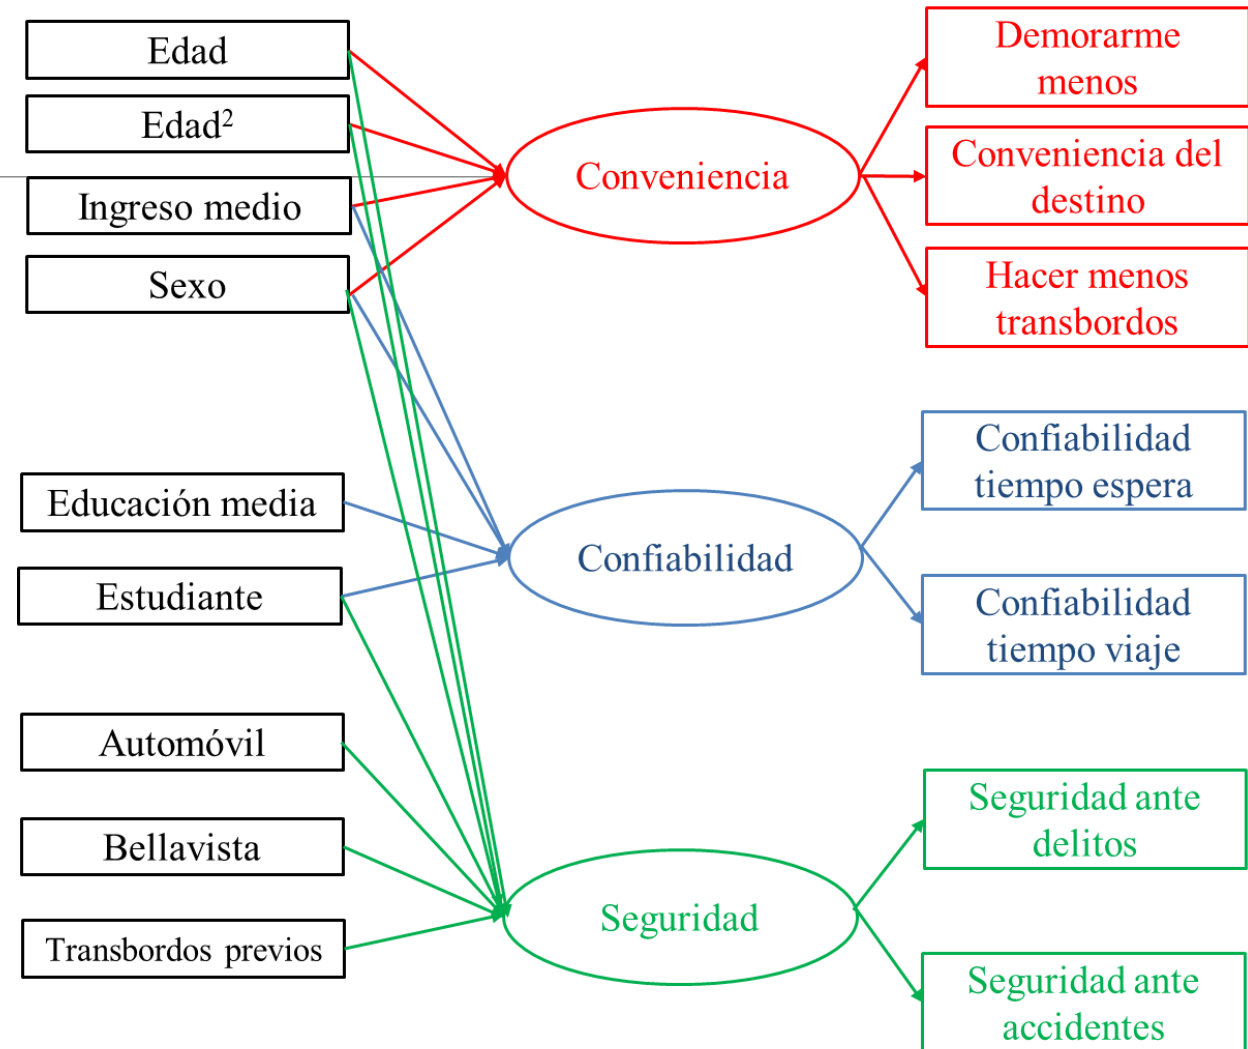 Edad
Edad²
Ingreso medio
Sexo
Educación media
Estudiante
Automóvil
Bellavista
Transbordos previos
Conveniencia
Confiabilidad
Seguridad
Demorarme
menos
Conveniencia del
destino
Hacer menos
transbordos
Confiabilidad
tiempo espera
Confiabilidad
tiempo viaje
Seguridad ante
delitos
Seguridad ante
accidentes